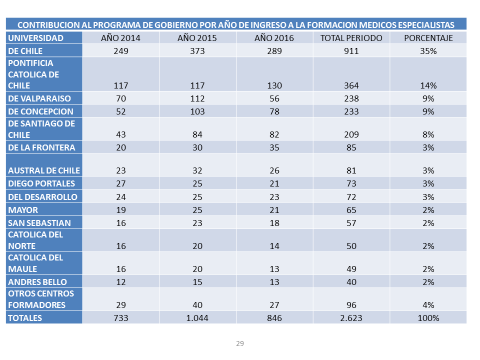 CONTRIBUCION AL PROGRAMA DE GOBIERNO POR AÑO DE INGRESO A LA FORMACION MEDICOS ESPECIALISTAS
UNIVERSIDAD AÑO 2014 AÑO 2015 AÑO 2016 TOTAL PERIODO PORCENTAJE
DE CHILE 249 373 289 911 35%
PONTIFICIA
CATOLICA DE
CHILE 117 117 130 364 14%
DE VALPARAISO 70 112 56 238 9%
DE CONCEPCION 52 103 78 233 9%
DE SANTIAGO DE
CHILE 43 84 82 209 8%
DE LA FRONTERA 20 30 35 85 3%
AUSTRAL DE CHILE 23 32 26 81 3%
DIEGO PORTALES 27 25 21 73 3%
DEL DESARROLLO 24 25 23 72 3%
MAYOR 19 25 21 65 2%
SAN SEBASTIAN 16 23 18 57 2%
CATOLICA DEL
NORTE 16 20 14 50 2%
CATOLICA DEL
MAULE 16 20 13 49 2%
ANDRES BELLO 12 15 13 40 2%
OTROS CENTROS
FORMADORES 29 40 27 96 4%
TOTALES 733 1.044 846 2.623 100%
29